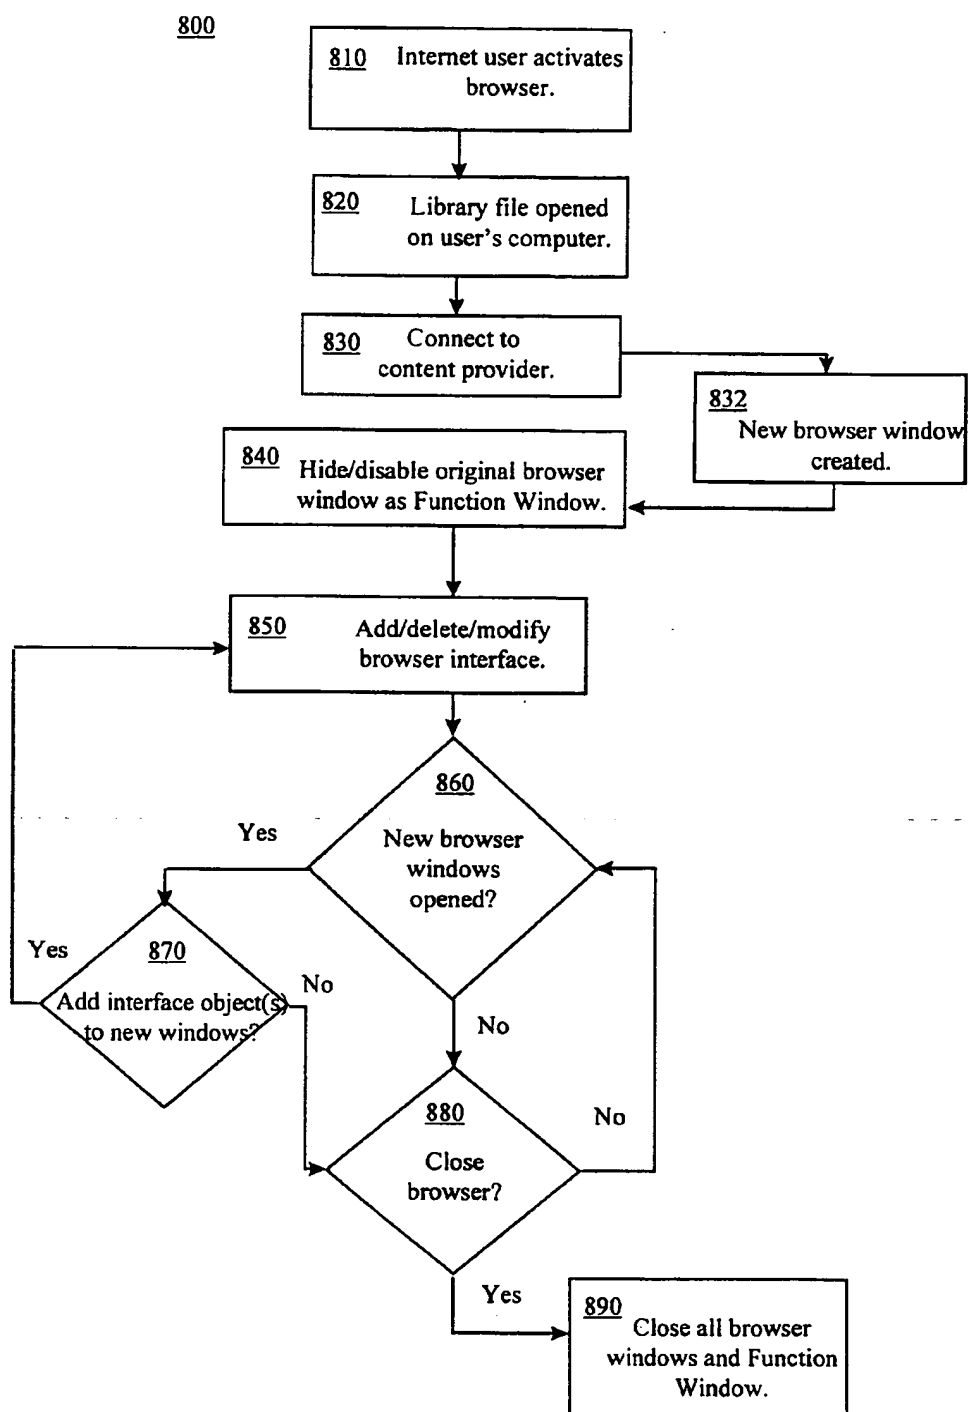 800
810 Internet user activates
browser.
820 Library file opened
on user's computer.
830 Connect to
content provider.
832
New browser window
created.
840 Hide/disable original browser
window as Function Window.
850 Add/delete/modify
browser interface.
860
New browser
windows
opened?
Yes
Yes
870
Add interface object(s)
to new windows?
No
No
880
Close
browser?
No
Yes
890
Close all browser
windows and Function
Window.